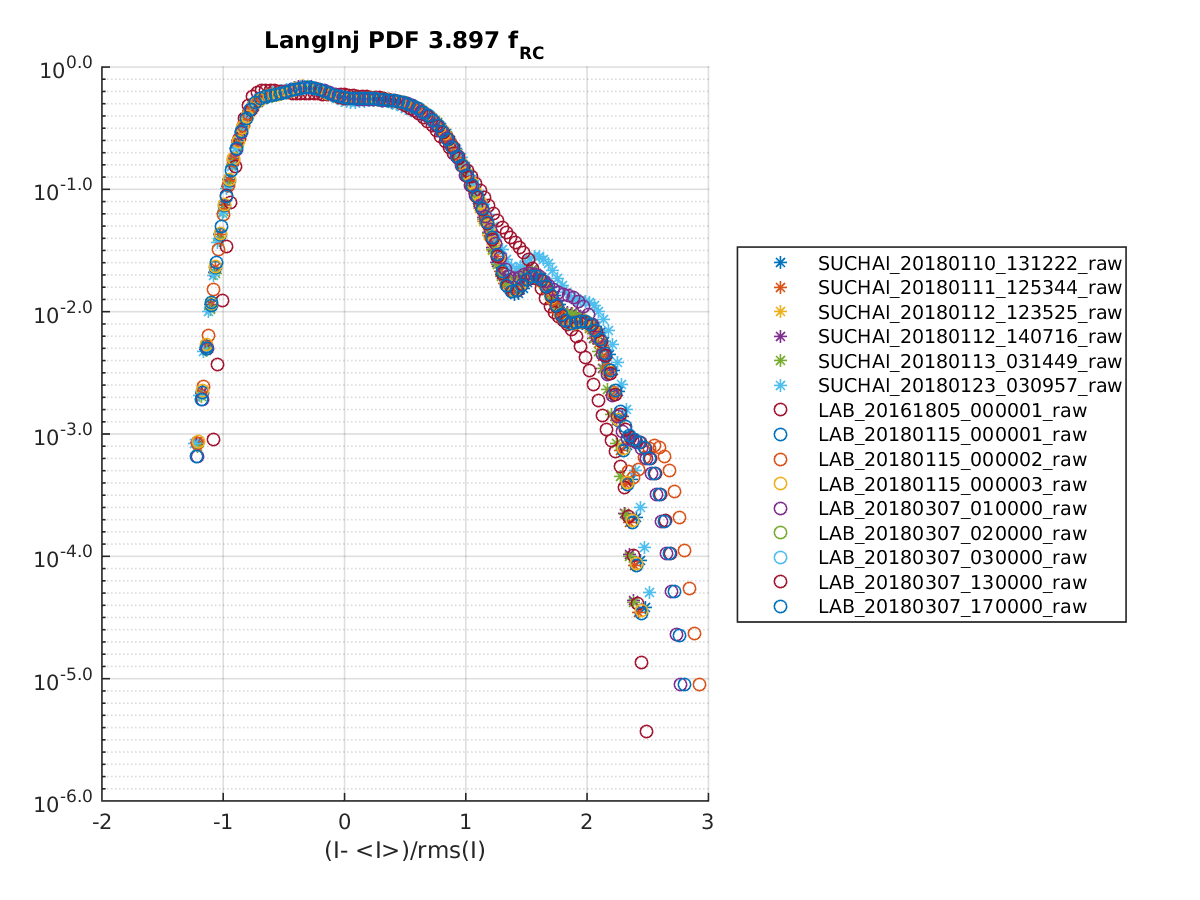 LangInj PDF 3.897 f_RC
10^0.0
10^-1.0
10^-2.0
10^-3.0
10^-4.0
10^-5.0
10^-6.0
-2 -1 0 1 2 3
(I- <I>)/rms(I)
SUCHAI_20180110_131222_raw
SUCHAI_20180111_125344_raw
SUCHAI_20180112_123525_raw
SUCHAI_20180112_140716_raw
SUCHAI_20180113_031449_raw
SUCHAI_20180123_030957_raw
LAB_20161805_000001_raw
LAB_20180115_000001_raw
LAB_20180115_000002_raw
LAB_20180115_000003_raw
LAB_20180307_010000_raw
LAB_20180307_020000_raw
LAB_20180307_030000_raw
LAB_20180307_130000_raw
LAB_20180307_170000_raw